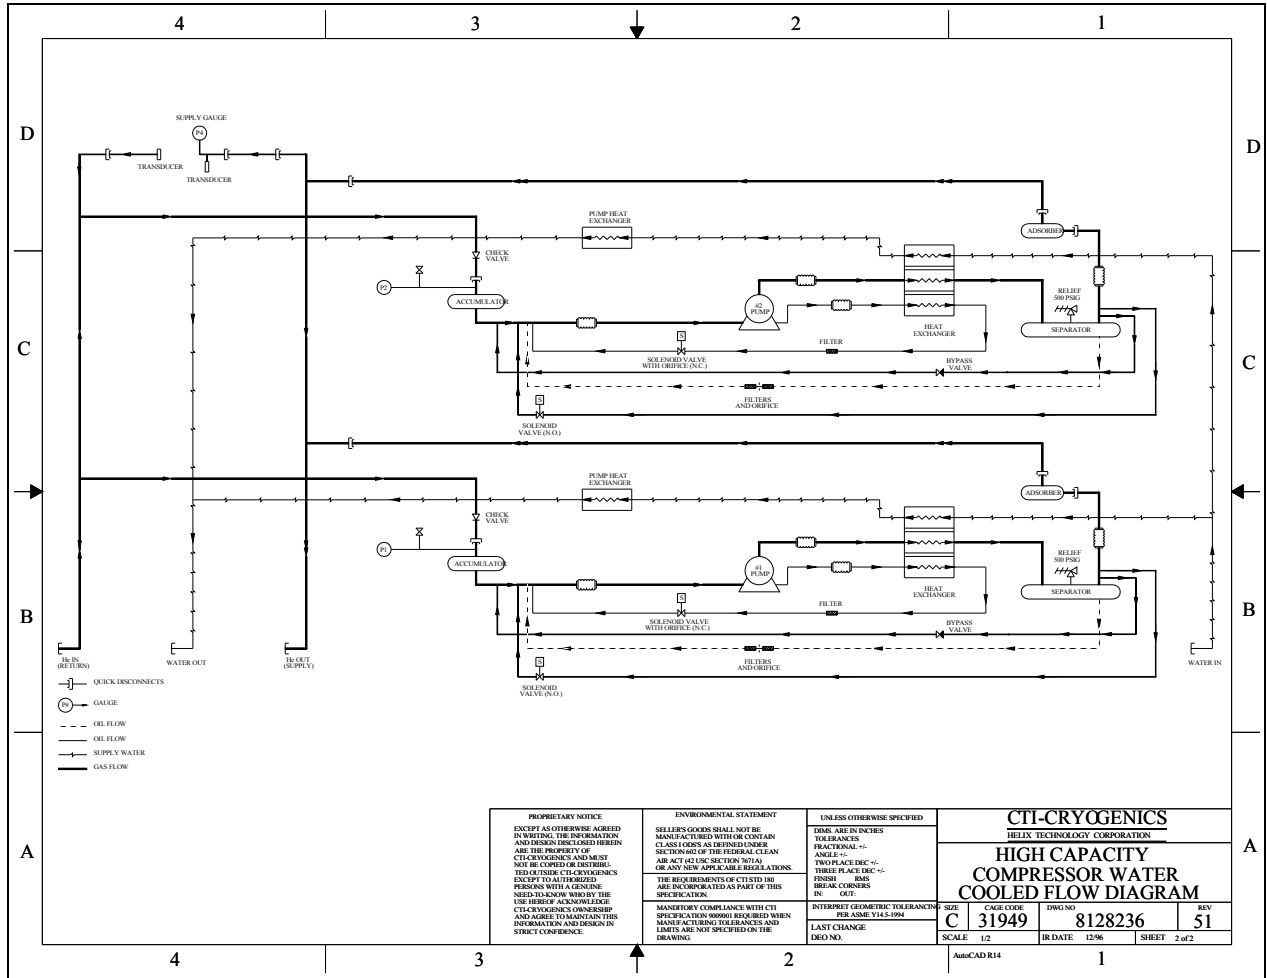 4
3
2
1
D
D
SUPPLY GAUGE
P4
TRANSDUCER
TRANSDUCER
PUMP HEAT
EXCHANGER
ADSORBER
CHECK
VALVE
P2
ACCUMULATOR
#2
PUMP
RELIEF
500 PSIG
HEAT
EXCHANGER
SEPARATOR
C
C
S
SOLENOID VALVE
WITH ORIFICE (N.C.)
FILTER
BYPASS
VALVE
FILTERS
AND ORIFICE
S
SOLENOID
VALVE (N.O.)
PUMP HEAT
EXCHANGER
ADSORBER
CHECK
VALVE
P1
ACCUMULATOR
#1
PUMP
RELIEF
500 PSIG
HEAT
EXCHANGER
SEPARATOR
B
B
S
SOLENOID VALVE
WITH ORIFICE (N.C.)
FILTER
BYPASS
VALVE
FILTERS
AND ORIFICE
S
SOLENOID
VALVE (N.O.)
He IN
(RETURN)
WATER OUT
He OUT
(SUPPLY)
WATER IN
QUICK DISCONNECTS
P#
GAUGE
OIL FLOW
OIL FLOW
SUPPLY WATER
GAS FLOW
A
A
PROPRIETARY NOTICE
EXCEPT AS OTHERWISE AGREED
IN WRITING, THE INFORMATION
AND DESIGN DISCLOSED HEREIN
ARE THE PROPERTY OF
CTI-CRYOGENICS AND MUST
NOT BE COPIED OR DISTRIBU-
TED OUTSIDE CTI-CRYOGENICS
EXCEPT TO AUTHORIZED
PERSONS WITH A GENUINE
NEED-TO-KNOW WHO BY THE
USE HEREOF ACKNOWLEDGE
CTI-CRYOGENICS OWNERSHIP
AND AGREE TO MAINTAIN THIS
INFORMATION AND DESIGN IN
STRICT CONFIDENCE.
ENVIRONMENTAL STATEMENT
SELLER'S GOODS SHALL NOT BE
MANUFACTURED WITH OR CONTAIN
CLASS I ODS'S AS DEFINED UNDER
SECTION 602 OF THE FEDERAL CLEAN
AIR ACT (42 USC SECTION 7671A)
OR ANY NEW APPLICABLE REGULATIONS.
THE REQUIREMENTS OF CTI STD 180
ARE INCORPORATED AS PART OF THIS
SPECIFICATION.
MANDITORY COMPLIANCE WITH CTI
SPECIFICATION 9009001 REQUIRED WHEN
MANUFACTURING TOLERANCES AND
LIMITS ARE NOT SPECIFIED ON THE
DRAWING.
UNLESS OTHERWISE SPECIFIED
DIMS. ARE IN INCHES
TOLERANCES
FRACTIONAL +/-
ANGLE +/-
TWO PLACE DEC +/-
THREE PLACE DEC +/-
FINISH RMS
BREAK CORNERS
IN: OUT:
INTERPRET GEOMETRIC TOLERANCING
PER ASME Y14.5-1994
LAST CHANGE
DEO NO.
CTI-CRYOGENICS
HELIX TECHNOLOGY CORPORATION
HIGH CAPACITY
COMPRESSOR WATER
COOLED FLOW DIAGRAM
SIZE CAGE CODE DWG NO REV
C 31949 8128236 51
SCALE 1/2 IR DATE 12/96 SHEET 2 of 2
AutoCAD R14
4
3
2
1